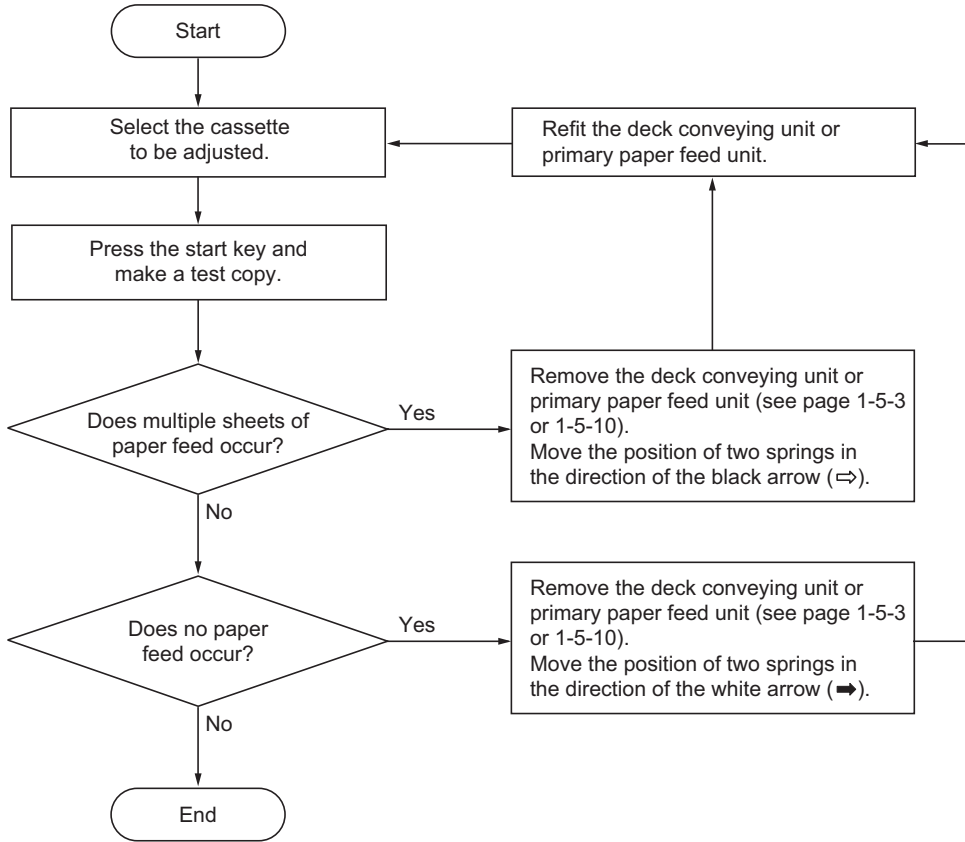 Start
Select the cassette
to be adjusted.
Refit the deck conveying unit or
primary paper feed unit.
Press the start key and
make a test copy.
Does multiple sheets of
paper feed occur?
Yes
Remove the deck conveying unit or
primary paper feed unit (see page 1-5-3
or 1-5-10).
Move the position of two springs in
the direction of the black arrow (⇨).
No
Does no paper
feed occur?
Yes
Remove the deck conveying unit or
primary paper feed unit (see page 1-5-3
or 1-5-10).
Move the position of two springs in
the direction of the white arrow (➡).
No
End